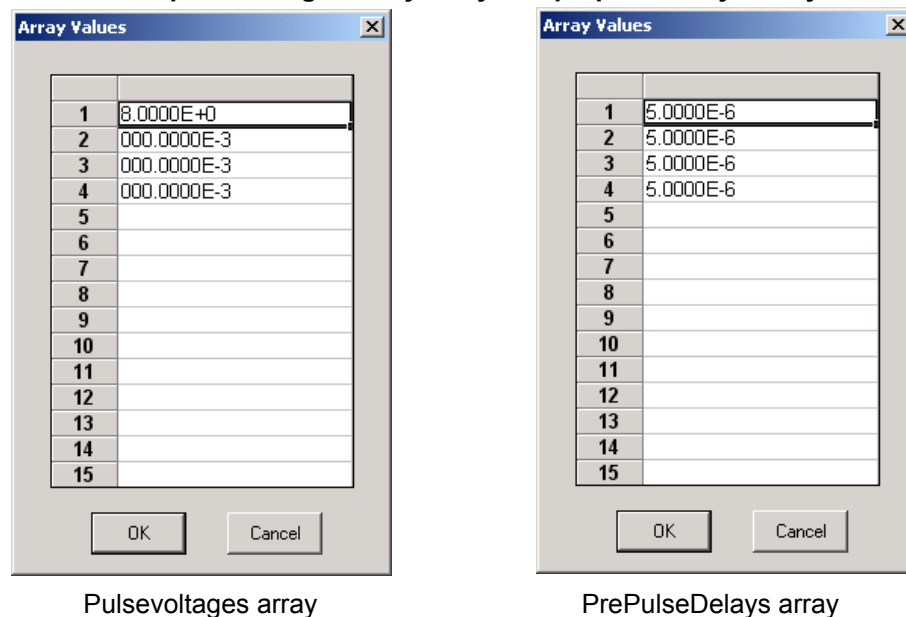 Array Values
1 8.0000E+0
2 000.0000E-3
3 000.0000E-3
4 000.0000E-3
5
6
7
8
9
10
11
12
13
14
15
OK Cancel
Pulsevoltages array
Array Values
1 5.0000E-6
2 5.0000E-6
3 5.0000E-6
4 5.0000E-6
5
6
7
8
9
10
11
12
13
14
15
OK Cancel
PrePulseDelays array